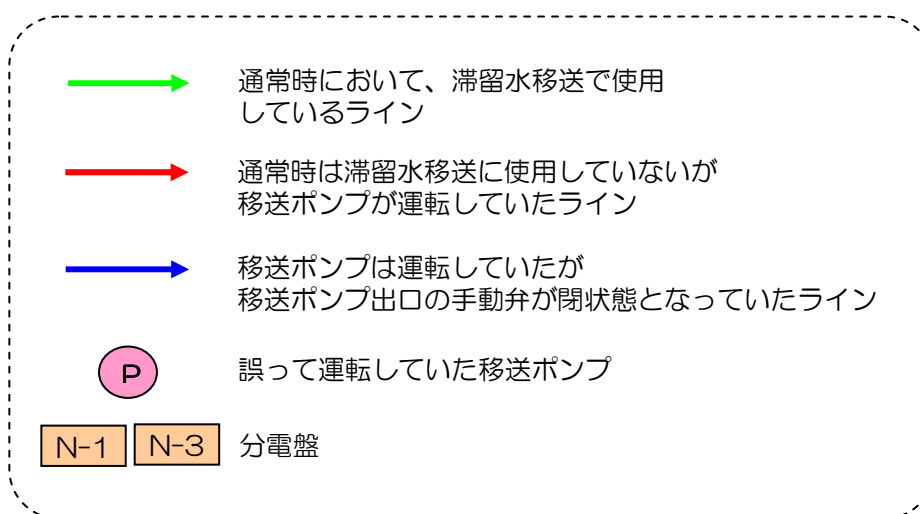 通常時において、滞留水移送で使用
しているライン
通常時は滞留水移送に使用していないが
移送ポンプが運転していたライン
移送ポンプは運転していたが
移送ポンプ出口の手動弁が閉状態となっていたライン
P 誤って運転していた移送ポンプ
N-1 N-3 分電盤